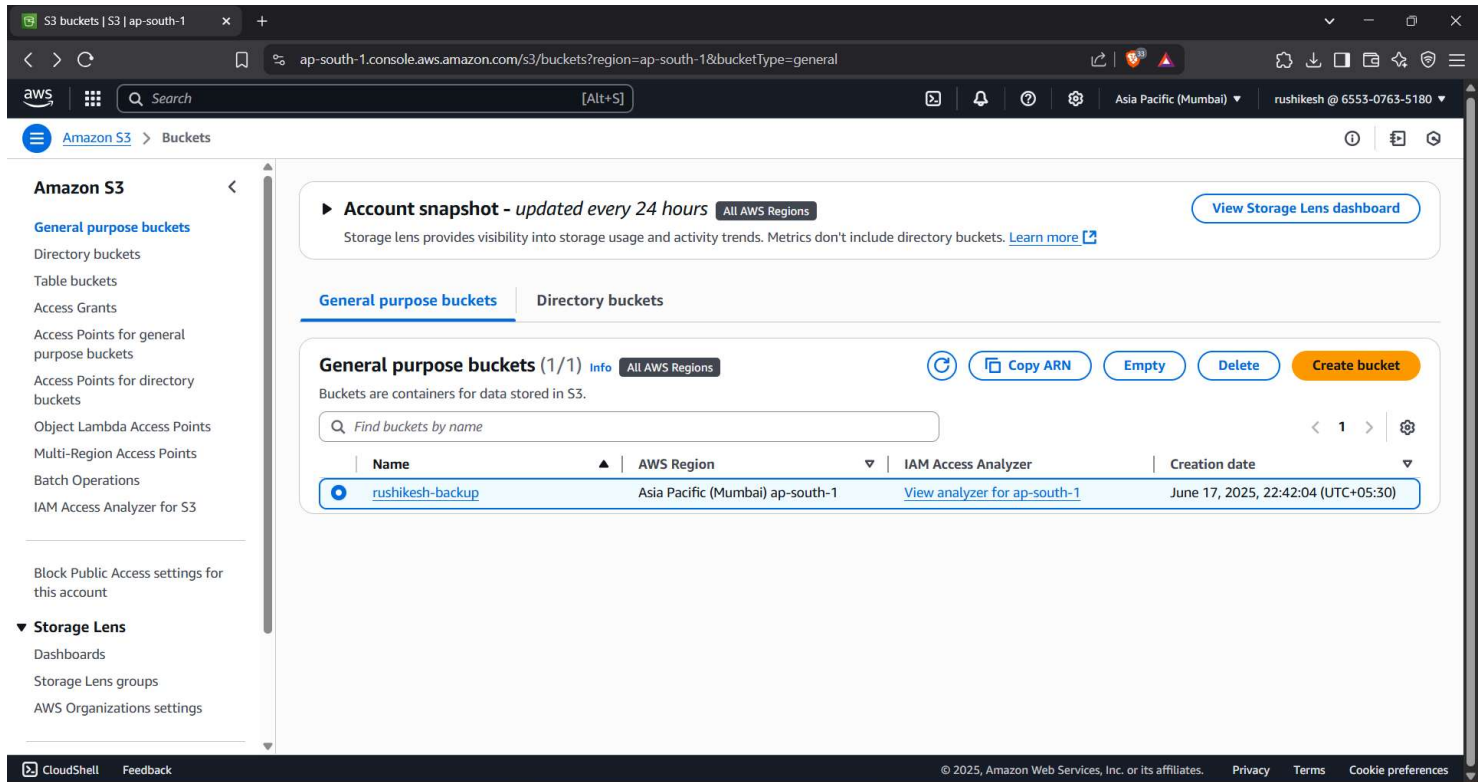 S3 buckets | S3 | ap-south-1
ap-south-1.console.aws.amazon.com/s3/buckets?region=ap-south-1&bucketType=general
33
aws
Search
[Alt+S]
Asia Pacific (Mumbai)
rushikesh @ 6553-0763-5180
Amazon S3 > Buckets
Amazon S3
General purpose buckets
Directory buckets
Table buckets
Access Grants
Access Points for general
purpose buckets
Access Points for directory
buckets
Object Lambda Access Points
Multi-Region Access Points
Batch Operations
IAM Access Analyzer for S3
Block Public Access settings for
this account
Storage Lens
Dashboards
Storage Lens groups
AWS Organizations settings
Account snapshot - updated every 24 hours All AWS Regions
View Storage Lens dashboard
Storage lens provides visibility into storage usage and activity trends. Metrics don't include directory buckets. Learn more
General purpose buckets
Directory buckets
General purpose buckets (1/1) Info All AWS Regions
Copy ARN
Empty
Delete
Create bucket
Buckets are containers for data stored in S3.
Find buckets by name
1
Name AWS Region IAM Access Analyzer Creation date
rushikesh-backup Asia Pacific (Mumbai) ap-south-1 View analyzer for ap-south-1 June 17, 2025, 22:42:04 (UTC+05:30)
CloudShell Feedback © 2025, Amazon Web Services, Inc. or its affiliates. Privacy Terms Cookie preferences